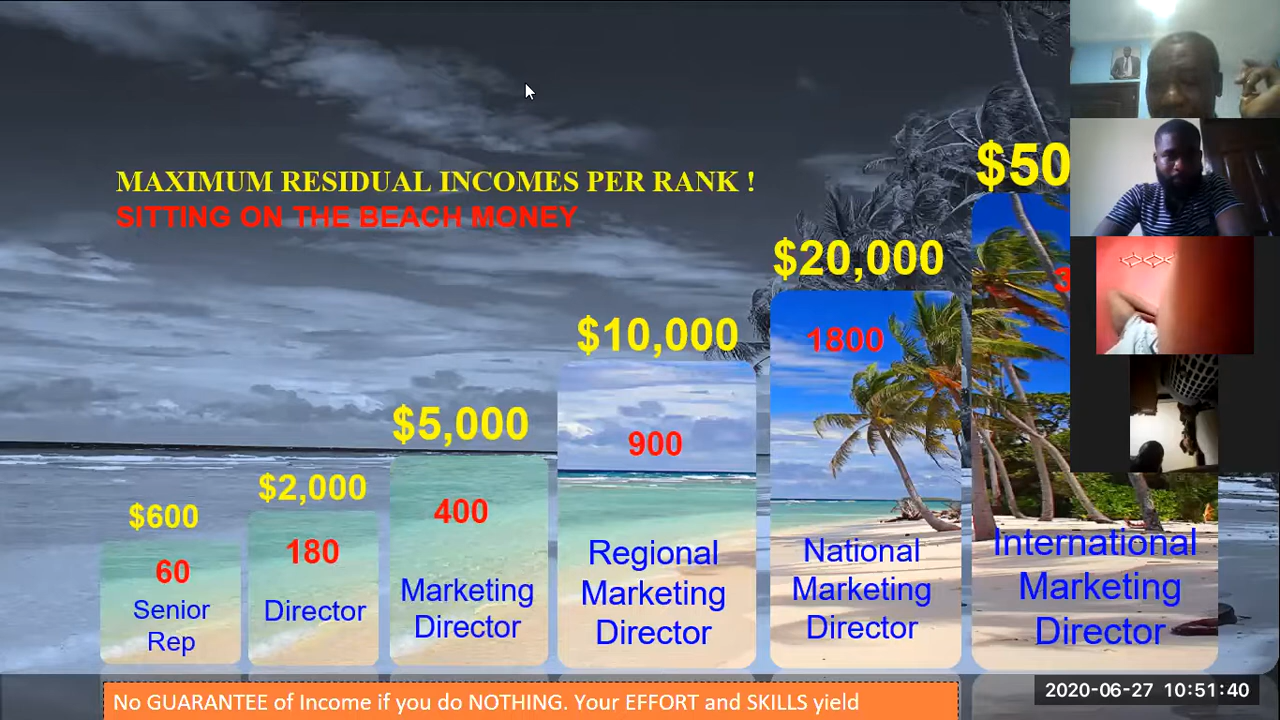 MAXIMUM RESIDUAL INCOMES PER RANK !
SITTING ON THE BEACH MONEY
$600
60
Senior
Rep
$2,000
180
Director
$5,000
400
Marketing
Director
$10,000
900
Regional
Marketing
Director
$20,000
1800
National
Marketing
Director
$50
3
International
Marketing
Director
No GUARANTEE of Income if you do NOTHING. Your EFFORT and SKILLS yield
2020-06-27 10:51:40